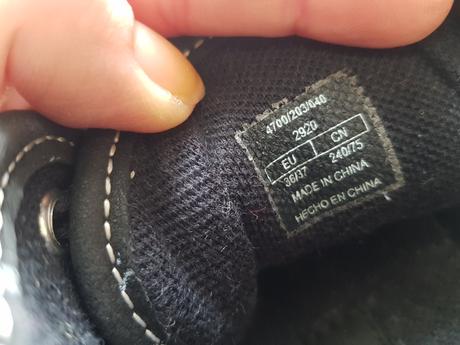 4700/203/040
2920
EU CN
36/37 240/75
MADE IN CHINA
HECHO EN CHINA